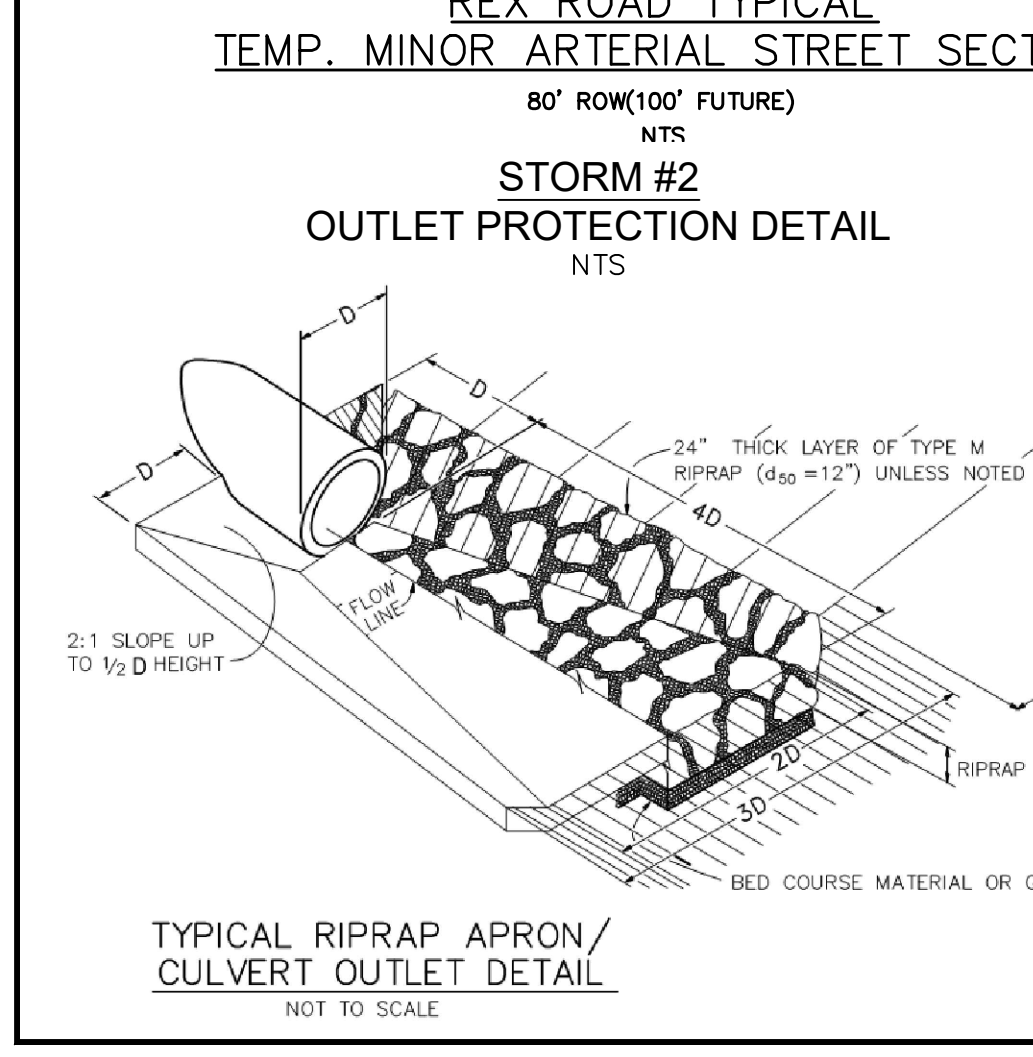 REX ROAD TYPICAL
TEMP. MINOR ARTERIAL STREET SECT
80' ROW(100' FUTURE)
NTS
STORM #2
OUTLET PROTECTION DETAIL
NTS
D
D
D
24" THICK LAYER OF TYPE M
RIPRAP (d50 =12") UNLESS NOTED
4D
FLOW
LINE
2:1 SLOPE UP
TO 1/2 D HEIGHT
2D
3D
RIPRAP
BED COURSE MATERIAL OR G
TYPICAL RIPRAP APRON/
CULVERT OUTLET DETAIL
NOT TO SCALE